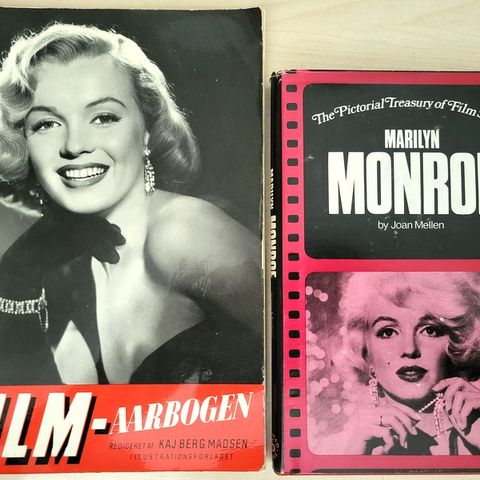 ILM-AARBOGEN
REDIGERET AF KAJ BERG MADSEN
ILLUSTRATIONSFORLAGET
MARILYN MONROE
The Pictorial Treasury of Film S
MARILYN
MONROE
by Joan Mellen